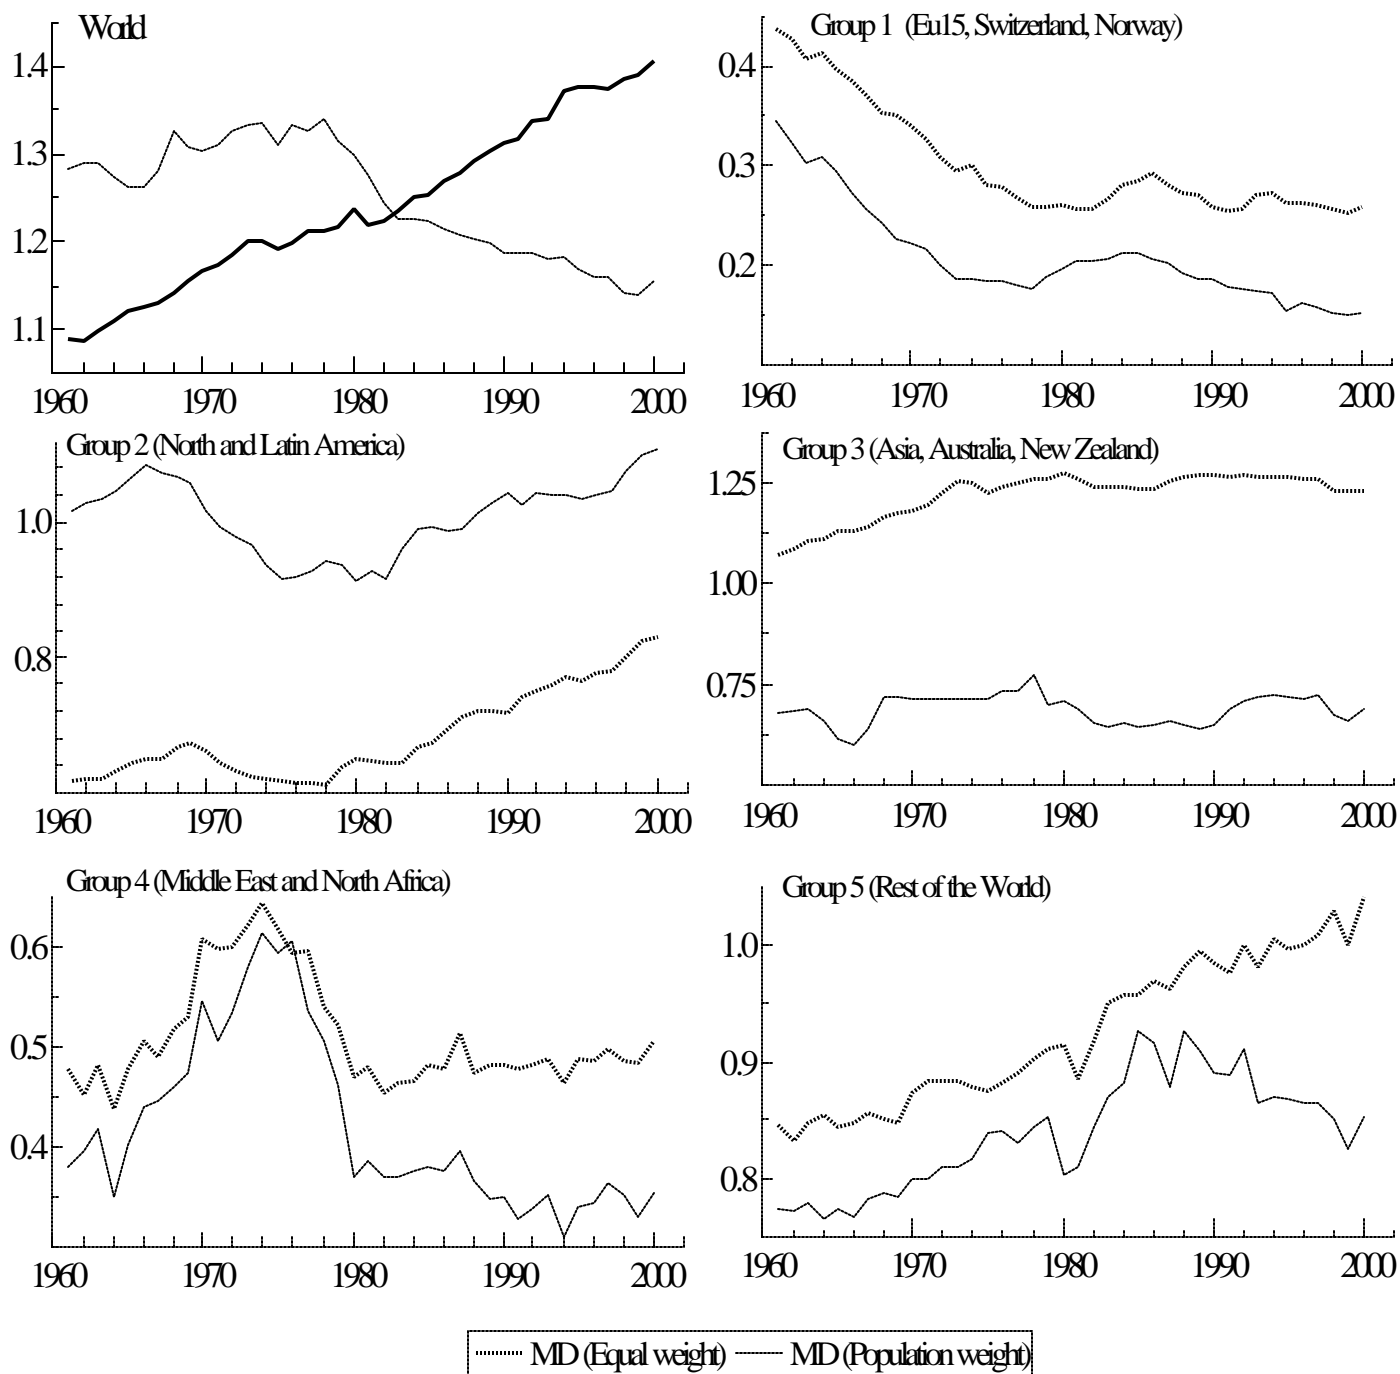 World
1.4
1.3
1.2
1.1
1960 1970 1980 1990 2000
Group 1 (Eu15, Switzerland, Norway)
0.4
0.3
0.2
1960 1970 1980 1990 2000
Group 2 (North and Latin America)
1.0
0.8
1960 1970 1980 1990 2000
Group 3 (Asia, Australia, New Zealand)
1.25
1.00
0.75
1960 1970 1980 1990 2000
Group 4 (Middle East and North Africa)
0.6
0.5
0.4
1960 1970 1980 1990 2000
Group 5 (Rest of the World)
1.0
0.9
0.8
1960 1970 1980 1990 2000
MD (Equal weight) MD (Population weight)